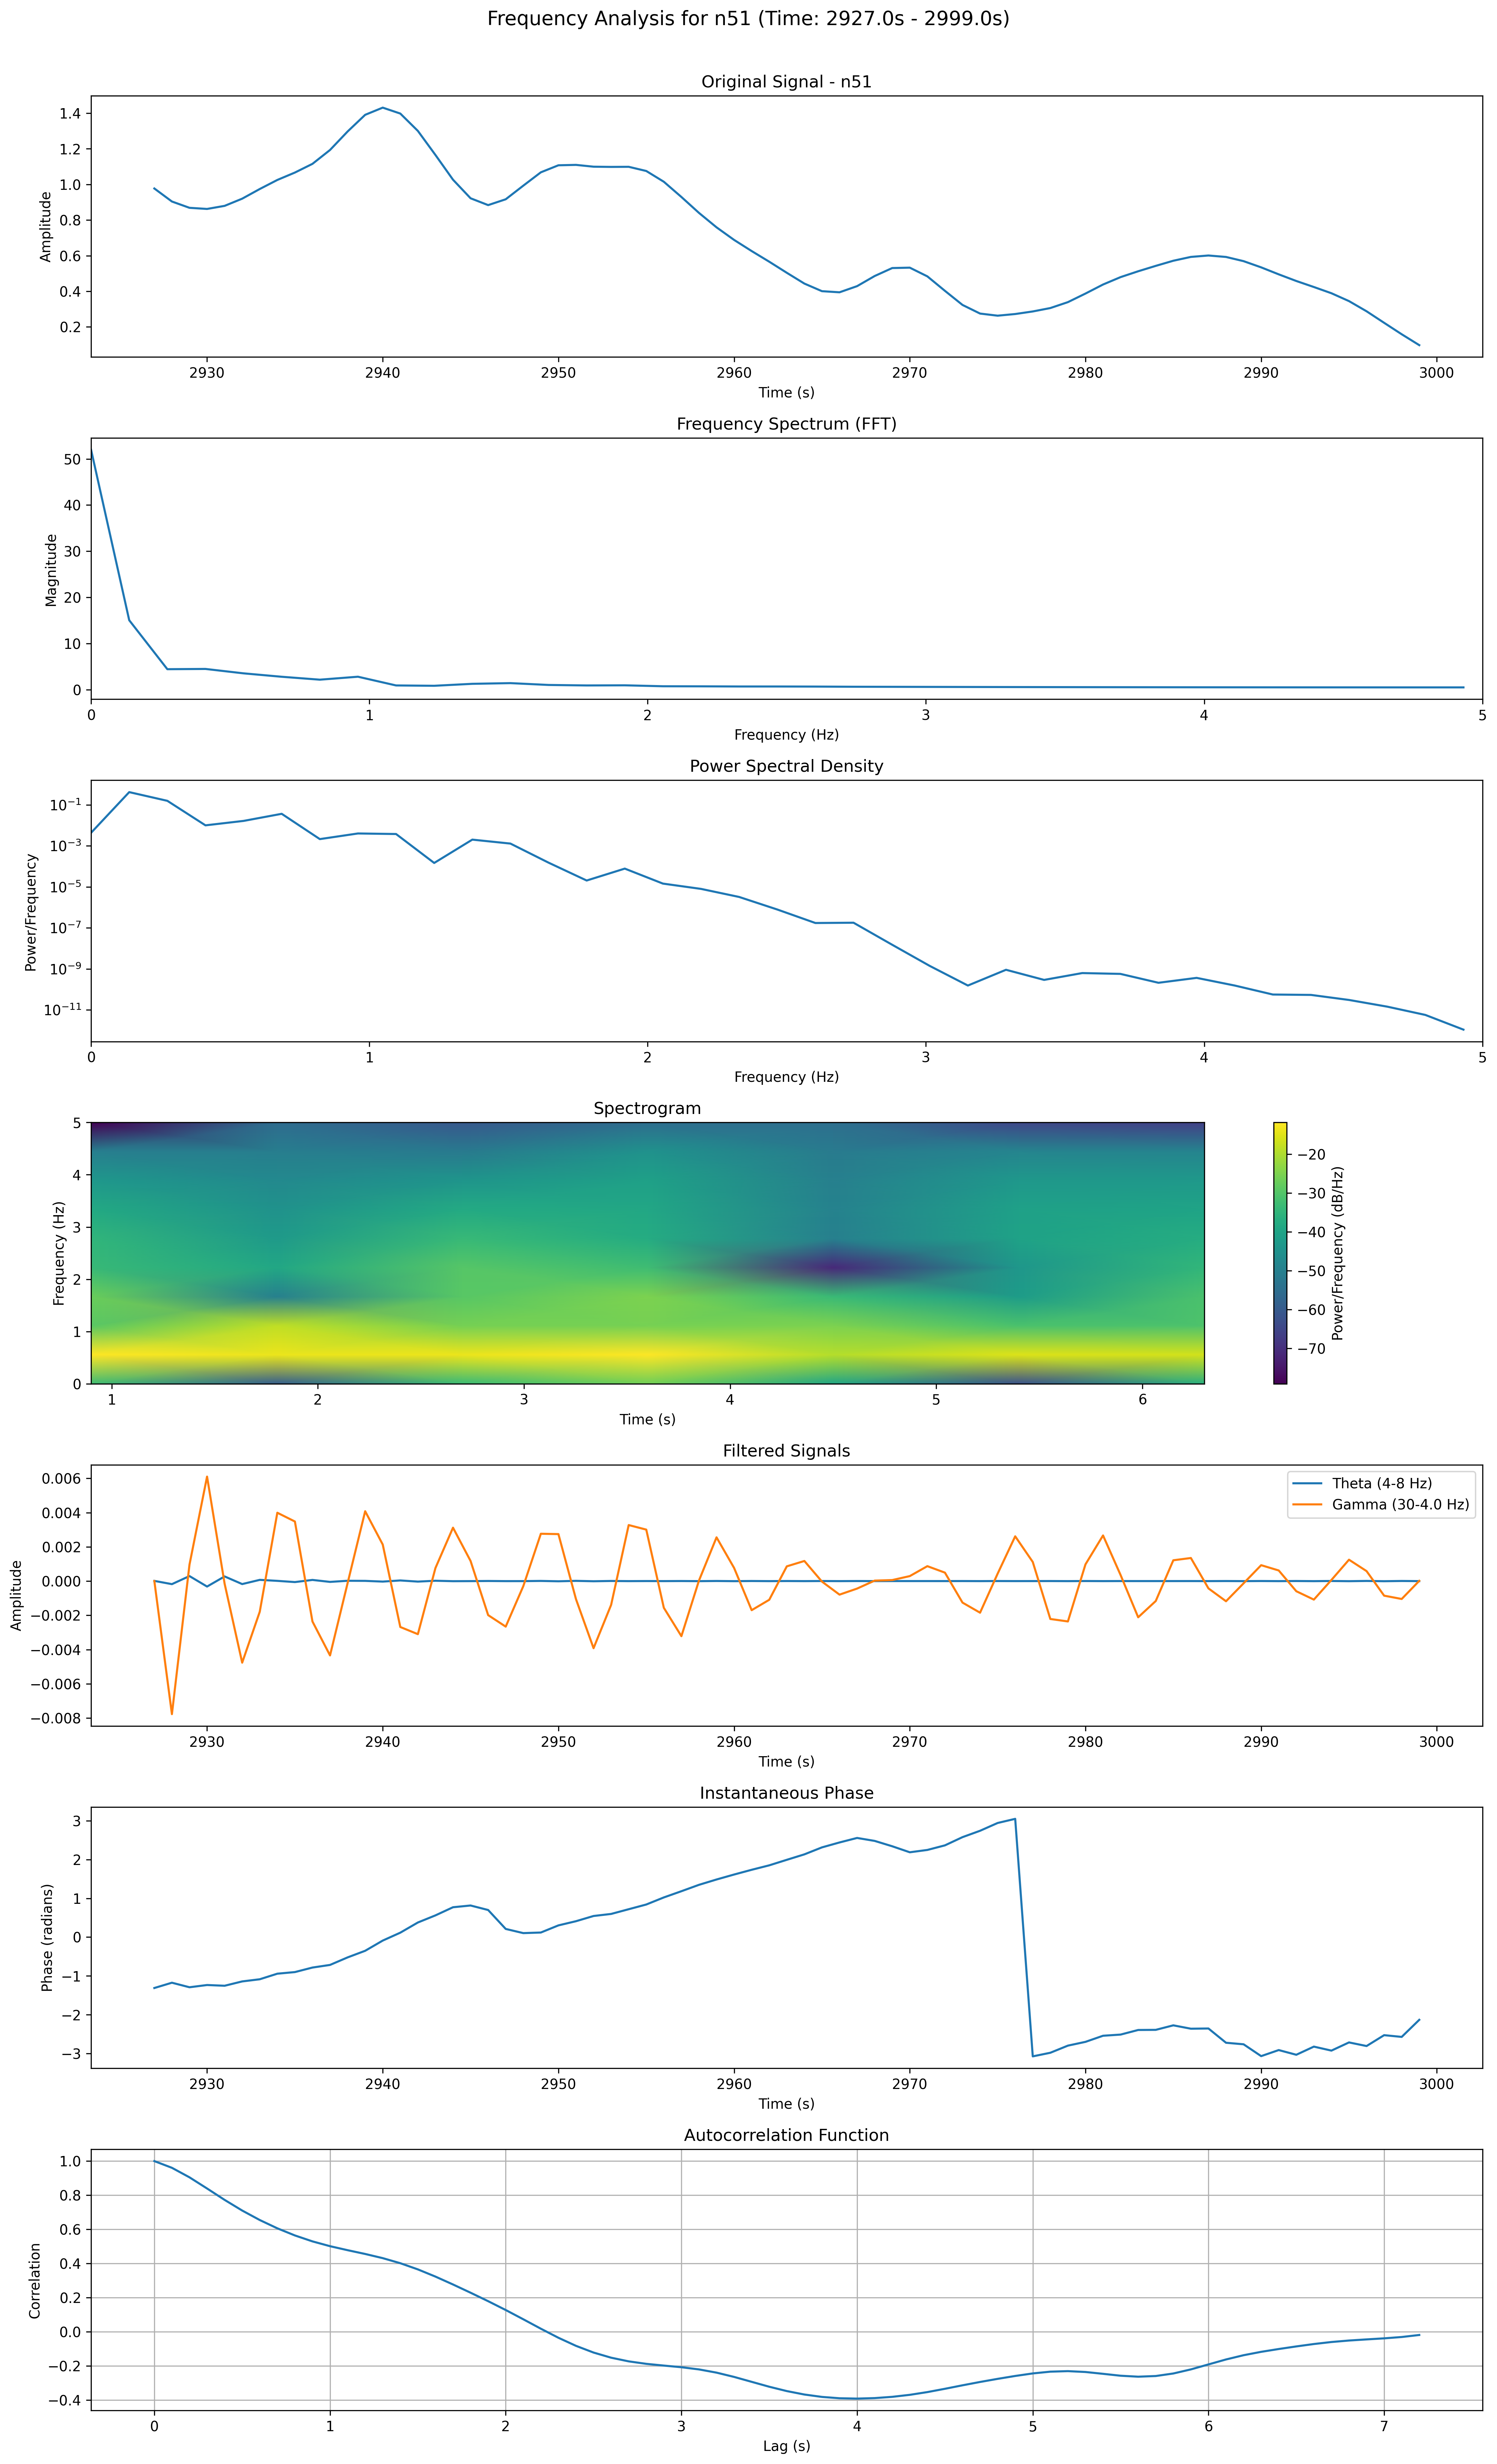 Frequency Analysis for n51 (Time: 2927.0s - 2999.0s)
Original Signal - n51
Amplitude
1.4
1.2
1.0
0.8
0.6
0.4
0.2
2930 2940 2950 2960 2970 2980 2990 3000
Time (s)
Frequency Spectrum (FFT)
Magnitude
50
40
30
20
10
0
0 1 2 3 4 5
Frequency (Hz)
Power Spectral Density
Power/Frequency
10⁻¹
10⁻³
10⁻⁵
10⁻⁷
10⁻⁹
10⁻¹¹
0 1 2 3 4 5
Frequency (Hz)
Spectrogram
Frequency (Hz)
5
4
3
2
1
0
1 2 3 4 5 6
Time (s)
−20
−30
−40
−50
−60
−70
Power/Frequency (dB/Hz)
Filtered Signals
Amplitude
0.006
0.004
0.002
0.000
−0.002
−0.004
−0.006
−0.008
Theta (4-8 Hz)
Gamma (30-4.0 Hz)
2930 2940 2950 2960 2970 2980 2990 3000
Time (s)
Instantaneous Phase
Phase (radians)
3
2
1
0
−1
−2
−3
2930 2940 2950 2960 2970 2980 2990 3000
Time (s)
Autocorrelation Function
Correlation
1.0
0.8
0.6
0.4
0.2
0.0
−0.2
−0.4
0 1 2 3 4 5 6 7
Lag (s)